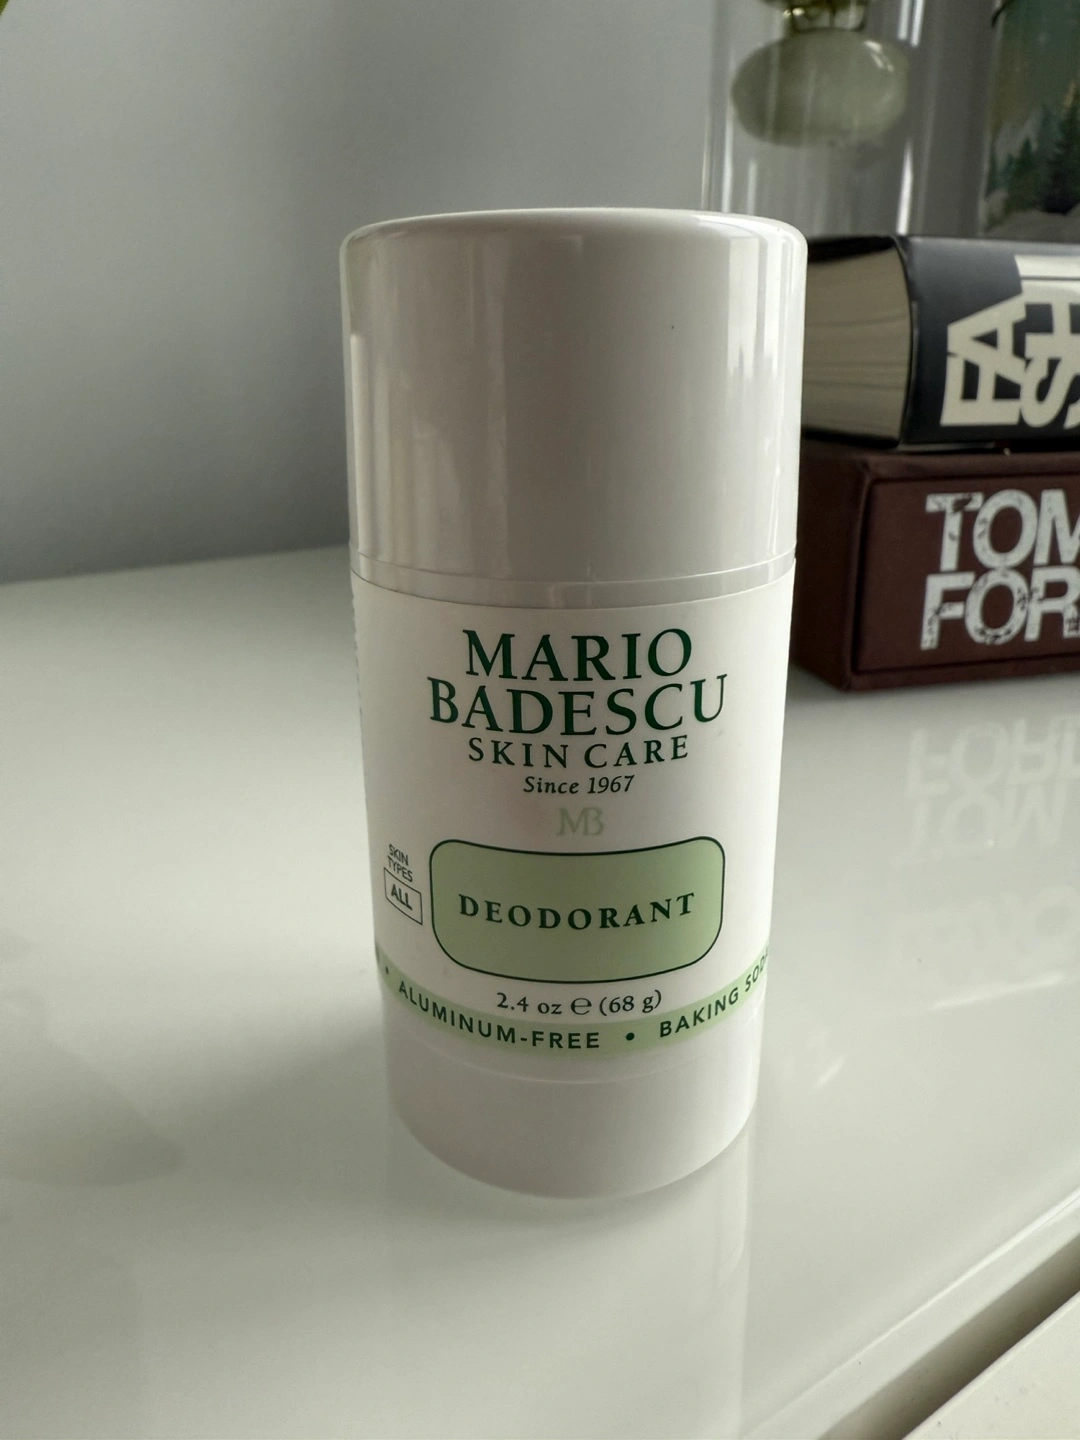 MARIO
BADESCU
SKIN CARE
Since 1967
MB
SKIN
TYPES
ALL
DEODORANT
2.4 oz ℮ (68 g)
• ALUMINUM-FREE • BAKING SODA
TOM
FOR